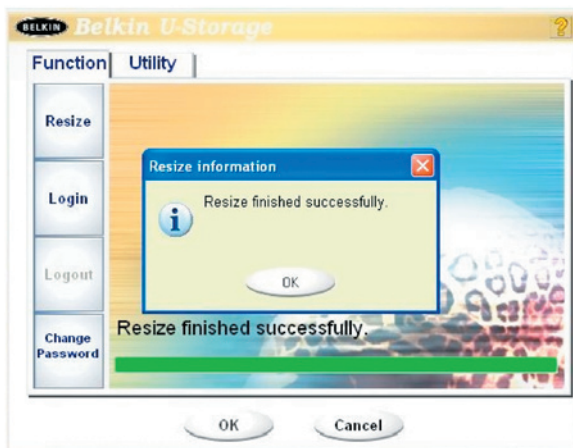 BELKIN Belkin U-Storage ?
Function Utility
Resize
Login
Logout
Change
Password
Resize information
Resize finished successfully.
OK
Resize finished successfully.
OK Cancel